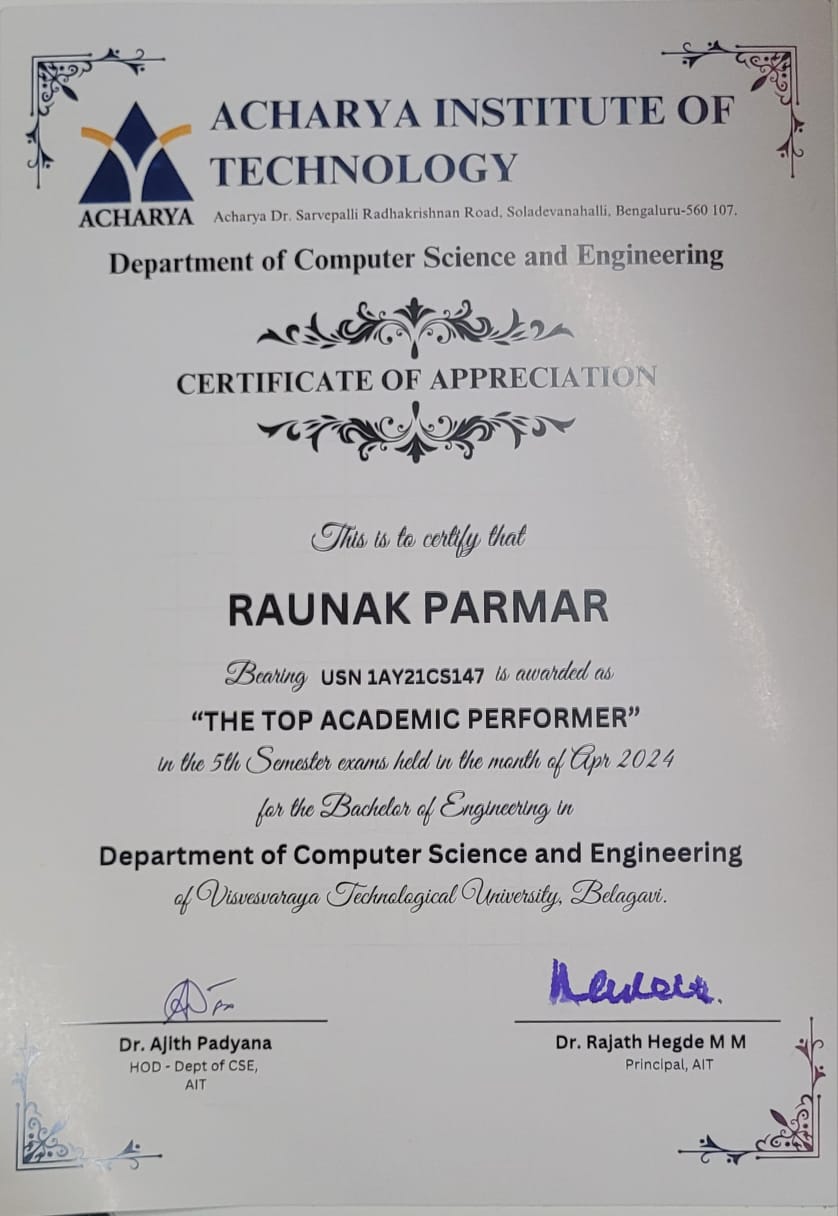 ACHARYA INSTITUTE OF
TECHNOLOGY
ACHARYA
Acharya Dr. Sarvepalli Radhakrishnan Road, Soladevanahalli, Bengaluru-560 107.
Department of Computer Science and Engineering
CERTIFICATE OF APPRECIATION
This is to certify that
RAUNAK PARMAR
Bearing USN 1AY21CS147 is awarded as
“THE TOP ACADEMIC PERFORMER”
in the 5th Semester exams held in the month of Apr 2024
for the Bachelor of Engineering in
Department of Computer Science and Engineering
of Visvesvaraya Technological University, Belagavi.
Dr. Ajith Padyana
HOD - Dept of CSE,
AIT
Dr. Rajath Hegde M M
Principal, AIT